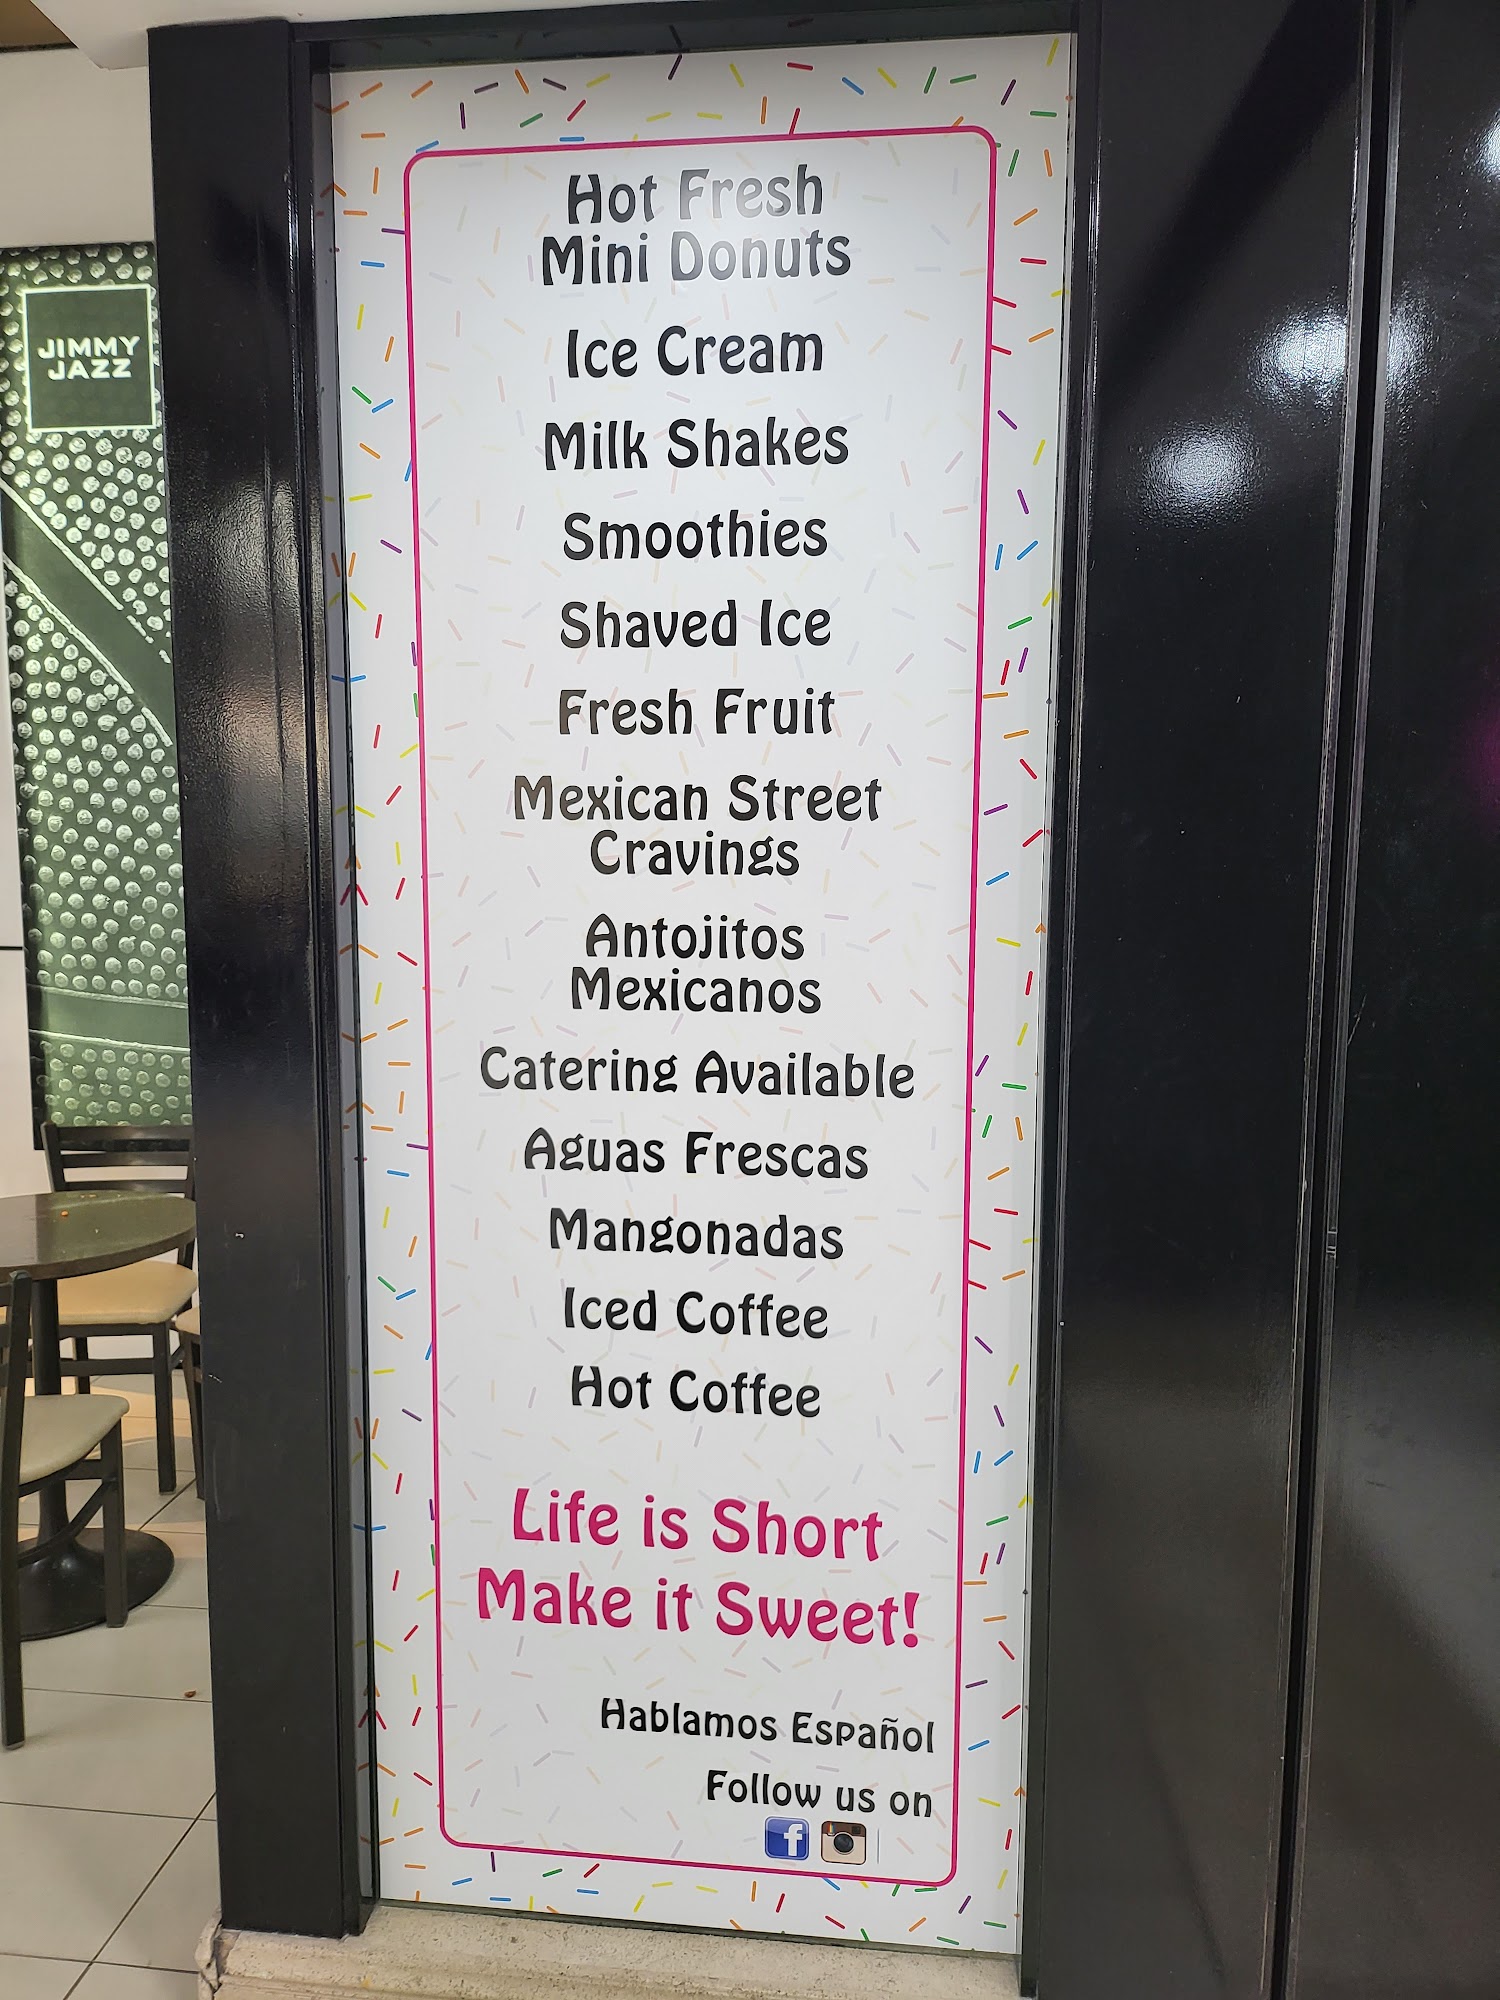 JIMMY
JAZZ
Hot Fresh
Mini Donuts
Ice Cream
Milk Shakes
Smoothies
Shaved Ice
Fresh Fruit
Mexican Street
Cravings
Antojitos
Mexicanos
Catering Available
Aguas Frescas
Mangonadas
Iced Coffee
Hot Coffee
Life is Short
Make it Sweet!
Hablamos Español
Follow us on
f